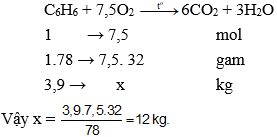 C₆H₆ + 7,5O₂ →(t°) 6CO₂ + 3H₂O
1 → 7,5 mol
1.78 → 7,5. 32 gam
3,9 → x kg
Vậy x = 3,9.7,5.32/78 = 12 kg.